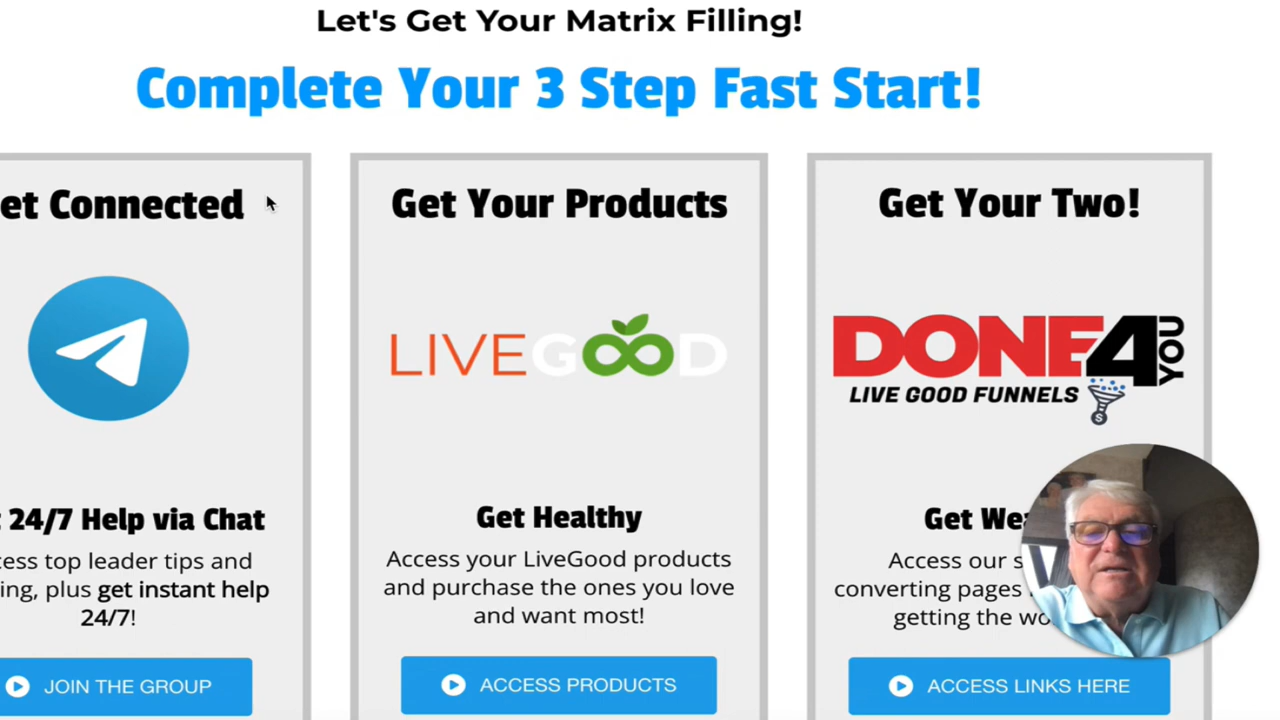 Let's Get Your Matrix Filling!
Complete Your 3 Step Fast Start!
et Connected
24/7 Help via Chat
cess top leader tips and
ing, plus get instant help
24/7!
JOIN THE GROUP
Get Your Products
LIVEGOOD
Get Healthy
Access your LiveGood products
and purchase the ones you love
and want most!
ACCESS PRODUCTS
Get Your Two!
DONE4YOU
LIVE GOOD FUNNELS
$
Get We
Access our s
converting pages
getting the wo
ACCESS LINKS HERE